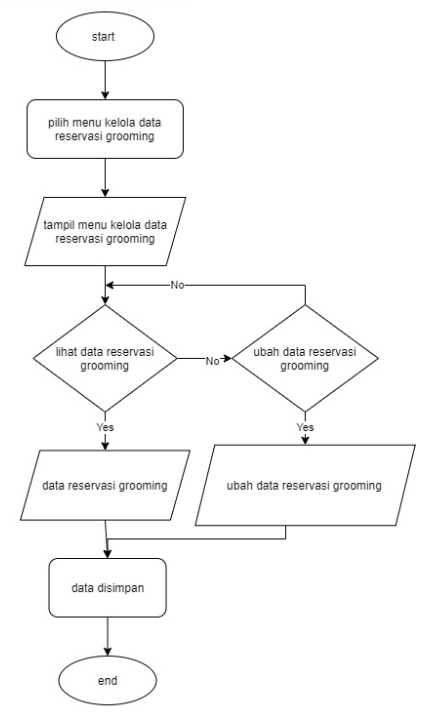 start
pilih menu kelola data
reservasi grooming
tampil menu kelola data
reservasi grooming
No
lihat data reservasi
grooming
No
ubah data reservasi
grooming
Yes
Yes
data reservasi grooming
ubah data reservasi grooming
data disimpan
end